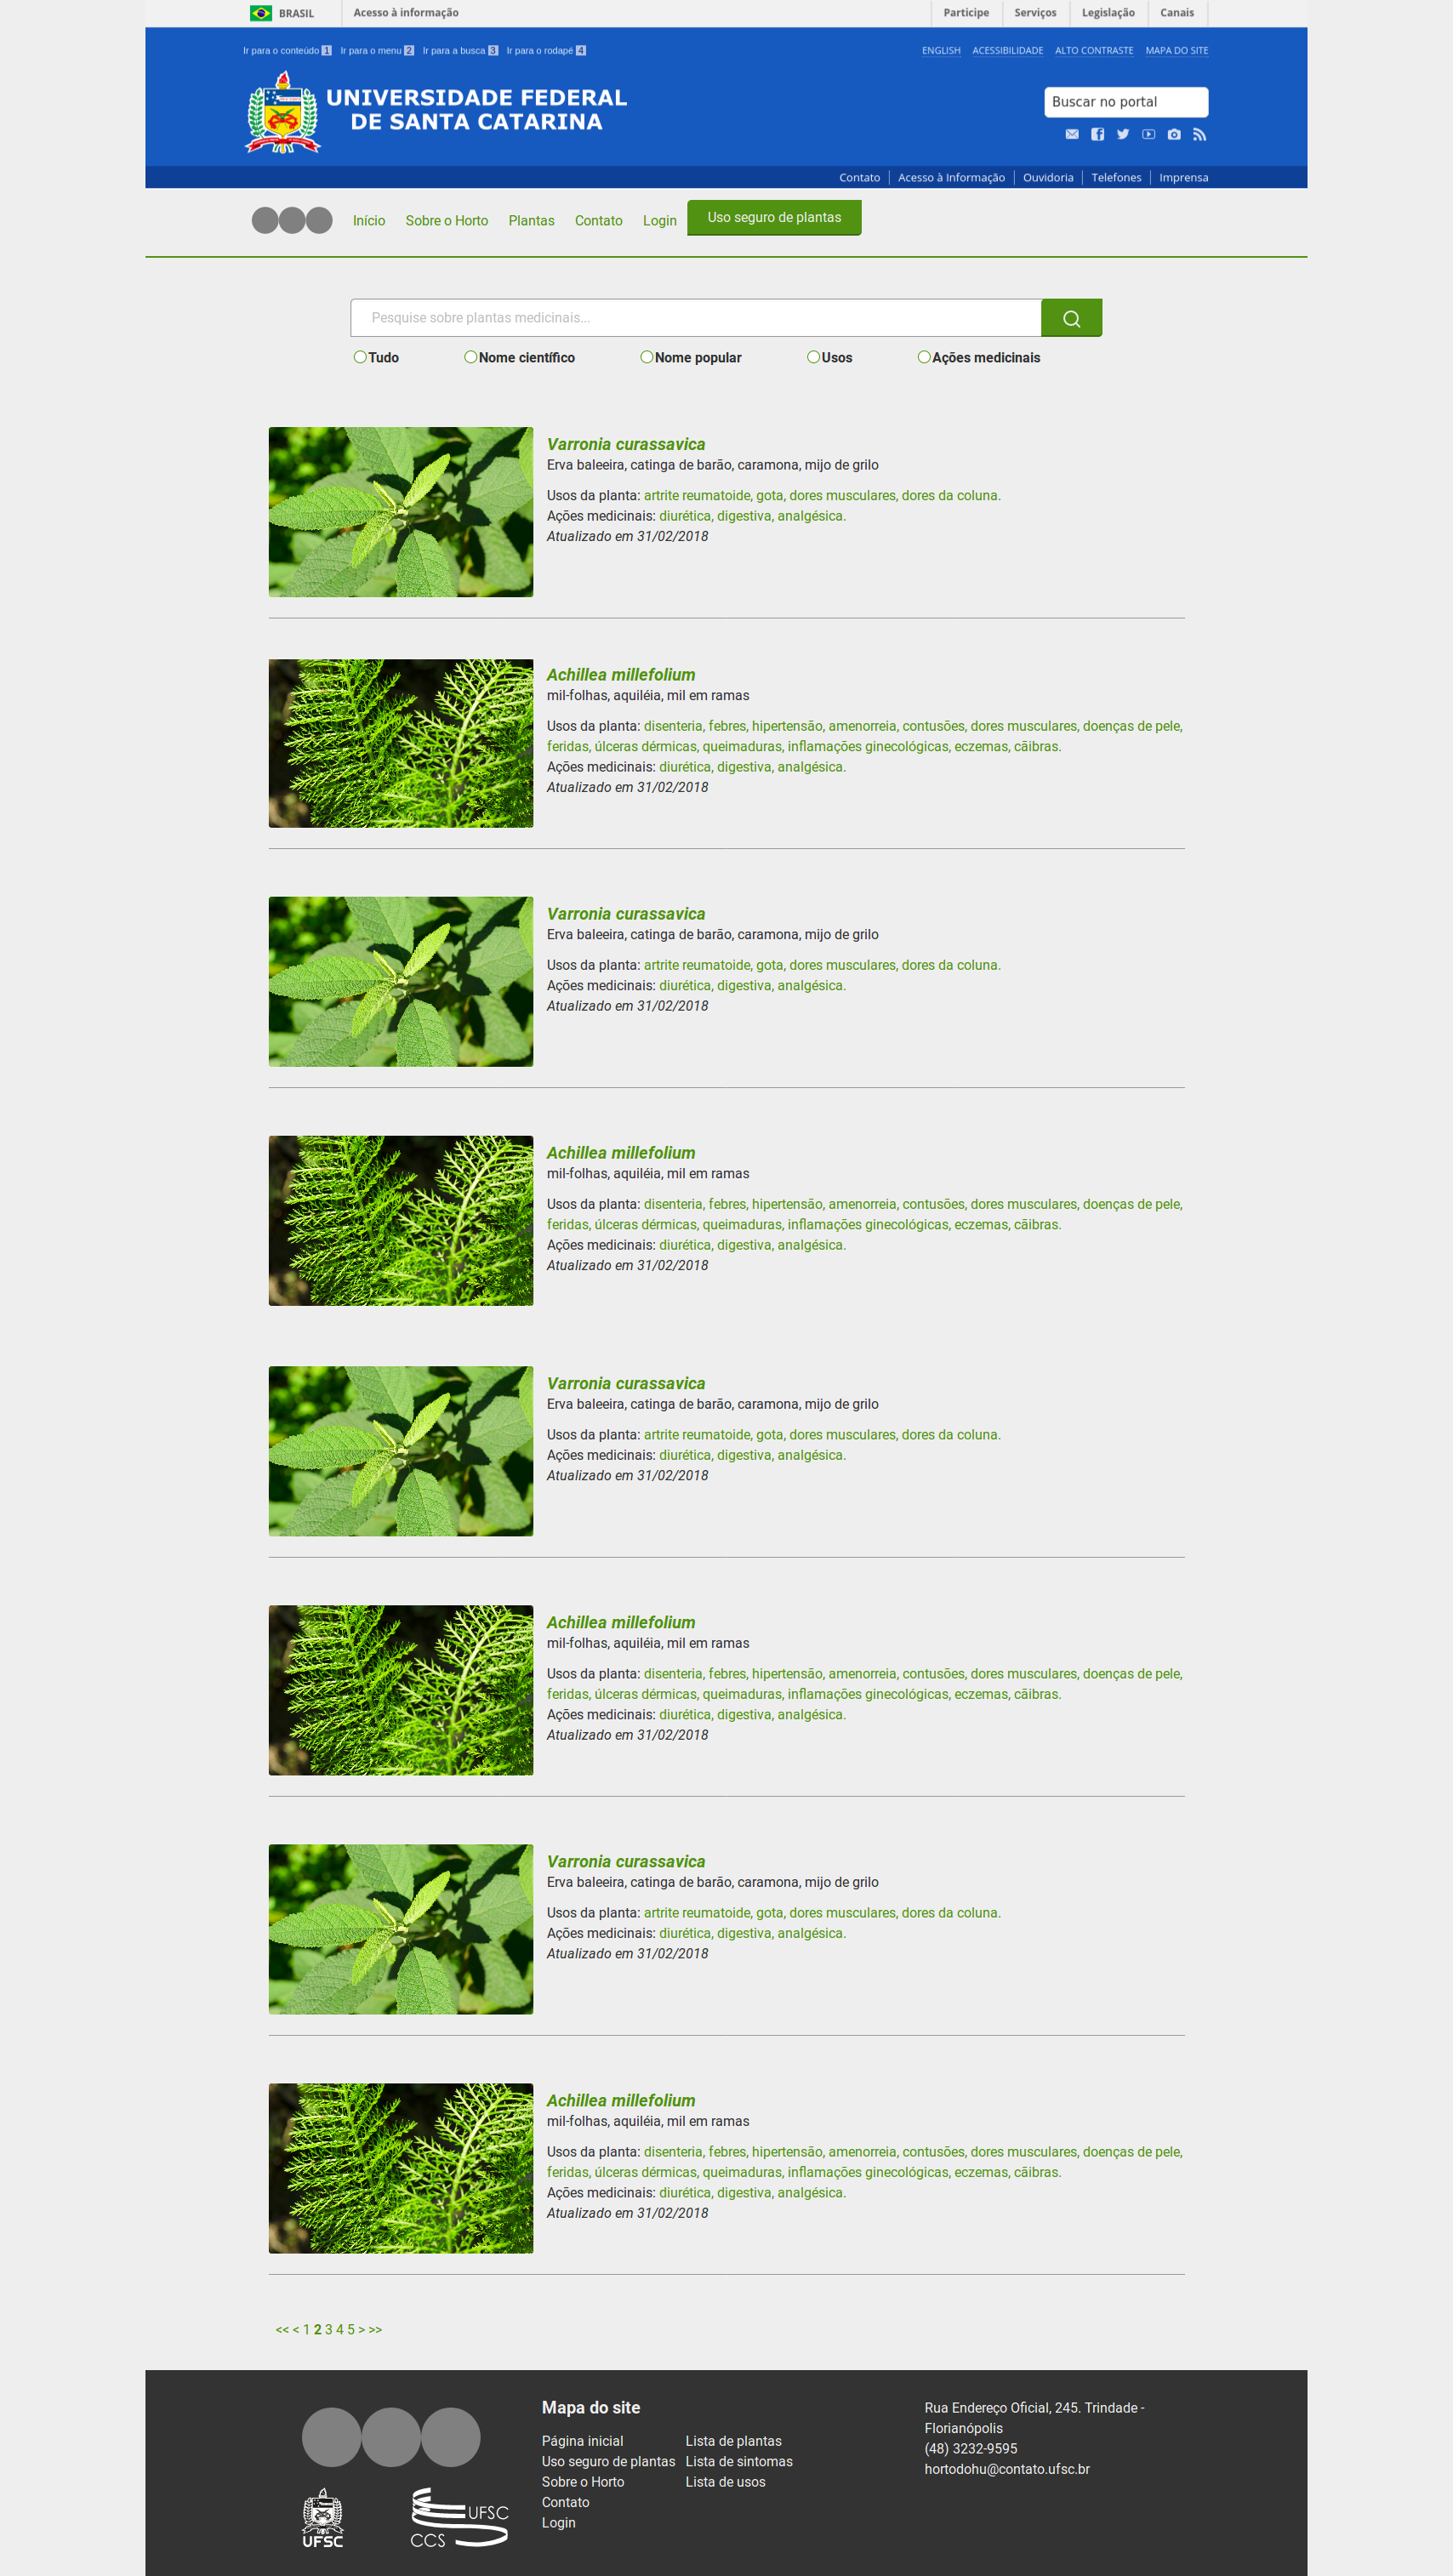 BRASIL
Acesso à informação
Participe
Serviços
Legislação
Canais
Ir para o conteúdo 1 Ir para o menu 2 Ir para a busca 3 Ir para o rodapé 4
ENGLISH ACESSIBILIDADE ALTO CONTRASTE MAPA DO SITE
UNIVERSIDADE FEDERAL
DE SANTA CATARINA
Buscar no portal
Contato Acesso à Informação Ouvidoria Telefones Imprensa
Início Sobre o Horto Plantas Contato Login Uso seguro de plantas
Pesquise sobre plantas medicinais...
Tudo Nome científico Nome popular Usos Ações medicinais
Varronia curassavica
Erva baleeira, catinga de barão, caramona, mijo de grilo
Usos da planta: artrite reumatoide, gota, dores musculares, dores da coluna.
Ações medicinais: diurética, digestiva, analgésica.
Atualizado em 31/02/2018
Achillea millefolium
mil-folhas, aquiléia, mil em ramas
Usos da planta: disenteria, febres, hipertensão, amenorreia, contusões, dores musculares, doenças de pele,
feridas, úlceras dérmicas, queimaduras, inflamações ginecológicas, eczemas, cãibras.
Ações medicinais: diurética, digestiva, analgésica.
Atualizado em 31/02/2018
Varronia curassavica
Erva baleeira, catinga de barão, caramona, mijo de grilo
Usos da planta: artrite reumatoide, gota, dores musculares, dores da coluna.
Ações medicinais: diurética, digestiva, analgésica.
Atualizado em 31/02/2018
Achillea millefolium
mil-folhas, aquiléia, mil em ramas
Usos da planta: disenteria, febres, hipertensão, amenorreia, contusões, dores musculares, doenças de pele,
feridas, úlceras dérmicas, queimaduras, inflamações ginecológicas, eczemas, cãibras.
Ações medicinais: diurética, digestiva, analgésica.
Atualizado em 31/02/2018
Varronia curassavica
Erva baleeira, catinga de barão, caramona, mijo de grilo
Usos da planta: artrite reumatoide, gota, dores musculares, dores da coluna.
Ações medicinais: diurética, digestiva, analgésica.
Atualizado em 31/02/2018
Achillea millefolium
mil-folhas, aquiléia, mil em ramas
Usos da planta: disenteria, febres, hipertensão, amenorreia, contusões, dores musculares, doenças de pele,
feridas, úlceras dérmicas, queimaduras, inflamações ginecológicas, eczemas, cãibras.
Ações medicinais: diurética, digestiva, analgésica.
Atualizado em 31/02/2018
Varronia curassavica
Erva baleeira, catinga de barão, caramona, mijo de grilo
Usos da planta: artrite reumatoide, gota, dores musculares, dores da coluna.
Ações medicinais: diurética, digestiva, analgésica.
Atualizado em 31/02/2018
Achillea millefolium
mil-folhas, aquiléia, mil em ramas
Usos da planta: disenteria, febres, hipertensão, amenorreia, contusões, dores musculares, doenças de pele,
feridas, úlceras dérmicas, queimaduras, inflamações ginecológicas, eczemas, cãibras.
Ações medicinais: diurética, digestiva, analgésica.
Atualizado em 31/02/2018
<< < 1 2 3 4 5 > >>
UFSC
UFSC
CCS
Mapa do site
Página inicial
Uso seguro de plantas
Sobre o Horto
Contato
Login
Lista de plantas
Lista de sintomas
Lista de usos
Rua Endereço Oficial, 245. Trindade -
Florianópolis
(48) 3232-9595
hortodohu@contato.ufsc.br